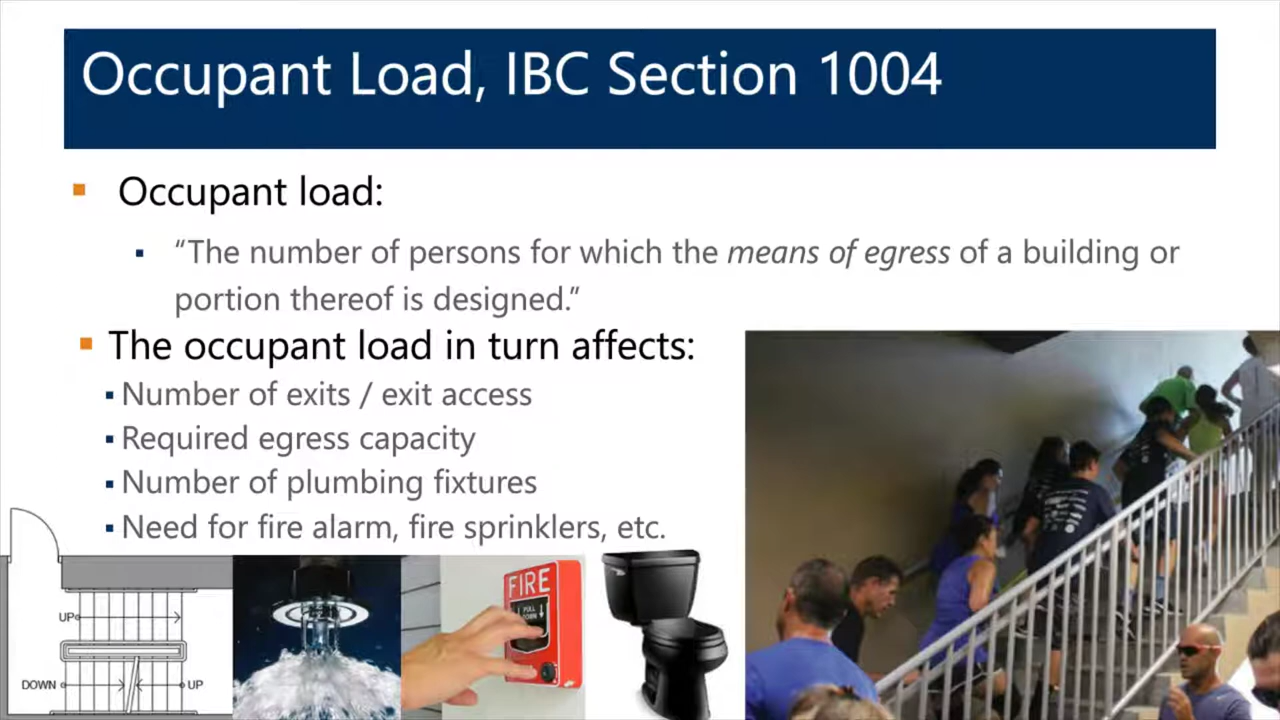 Occupant Load, IBC Section 1004
Occupant load:
“The number of persons for which the means of egress of a building or
portion thereof is designed.”
The occupant load in turn affects:
Number of exits / exit access
Required egress capacity
Number of plumbing fixtures
Need for fire alarm, fire sprinklers, etc.
UP
DOWN
UP
FIRE
PULL
DOWN